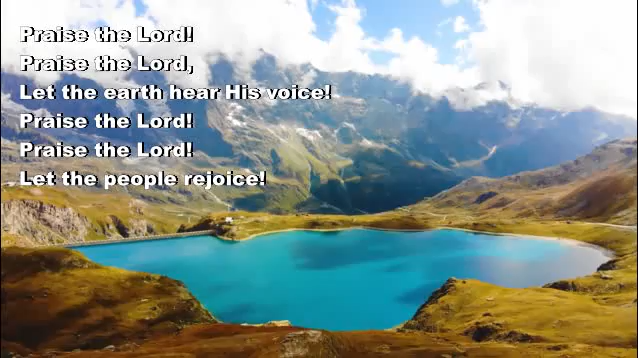 Praise the Lord!
Praise the Lord,
Let the earth hear His voice!
Praise the Lord!
Praise the Lord!
Let the people rejoice!